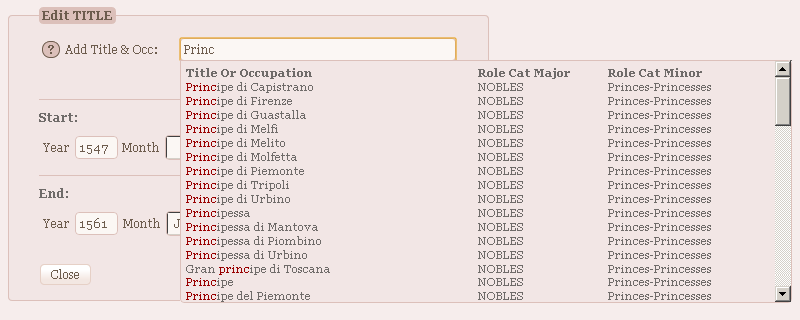 Edit TITLE
? Add Title & Occ: Princ
Title Or Occupation Role Cat Major Role Cat Minor
Principe di Capistrano NOBLES Princes-Princesses
Principe di Firenze NOBLES Princes-Princesses
Principe di Guastalla NOBLES Princes-Princesses
Principe di Melfi NOBLES Princes-Princesses
Principe di Melito NOBLES Princes-Princesses
Principe di Molfetta NOBLES Princes-Princesses
Principe di Piemonte NOBLES Princes-Princesses
Principe di Tripoli NOBLES Princes-Princesses
Principe di Urbino NOBLES Princes-Princesses
Principessa NOBLES Princes-Princesses
Principessa di Mantova NOBLES Princes-Princesses
Principessa di Piombino NOBLES Princes-Princesses
Principessa di Urbino NOBLES Princes-Princesses
Gran principe di Toscana NOBLES Princes-Princesses
Principe NOBLES Princes-Princesses
Principe del Piemonte NOBLES Princes-Princesses
Start:
Year 1547 Month
End:
Year 1561 Month J
Close